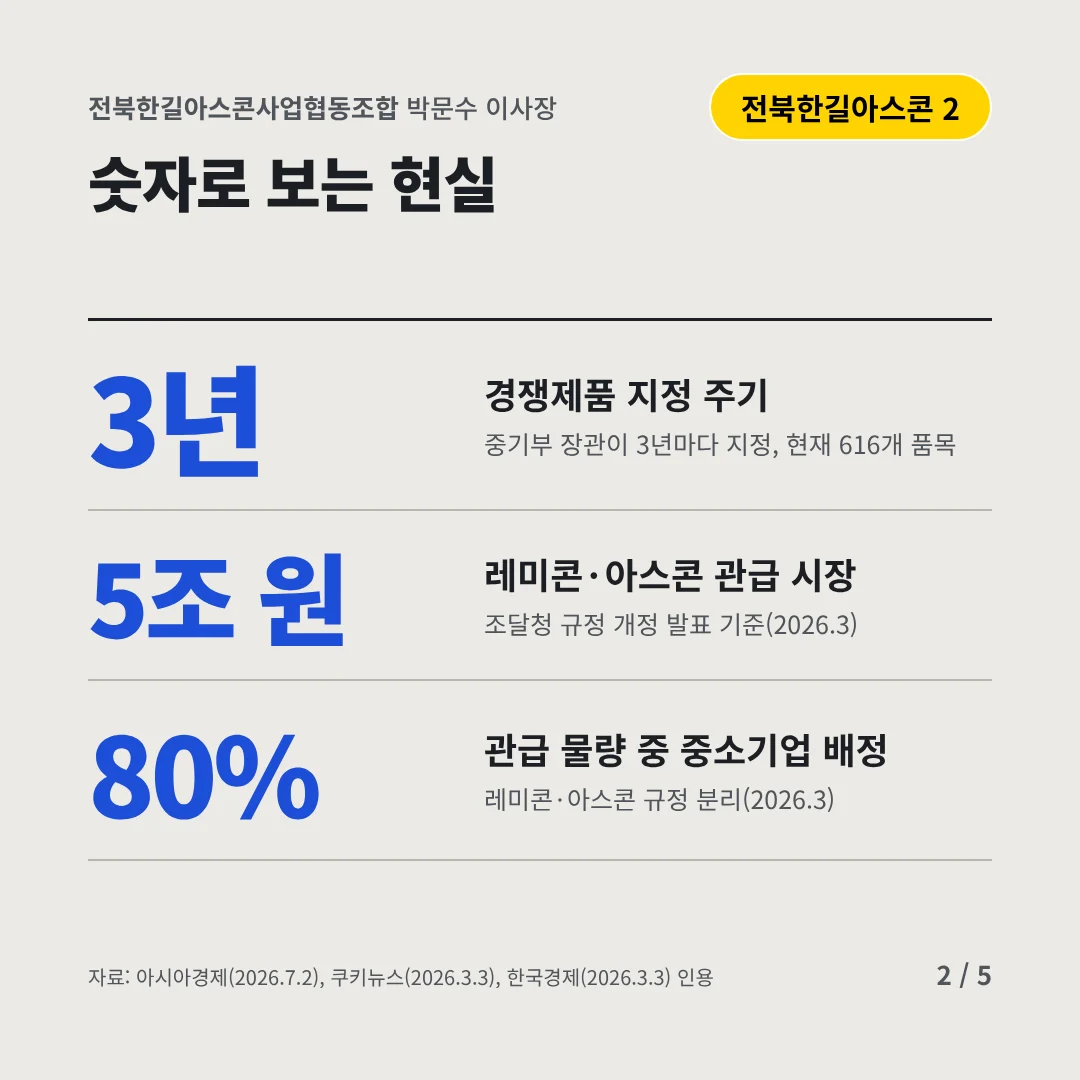 전북한길아스콘사업협동조합 박문수 이사장
전북한길아스콘 2
숫자로 보는 현실
3년
경쟁제품 지정 주기
중기부 장관이 3년마다 지정, 현재 616개 품목
5조 원
레미콘·아스콘 관급 시장
조달청 규정 개정 발표 기준(2026.3)
80%
관급 물량 중 중소기업 배정
레미콘·아스콘 규정 분리(2026.3)
자료: 아시아경제(2026.7.2), 쿠키뉴스(2026.3.3), 한국경제(2026.3.3) 인용
2 / 5